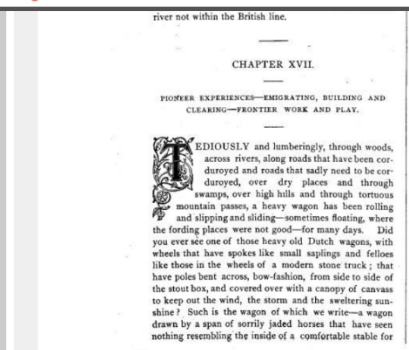 river not within the British line.
CHAPTER XVII.
PIONEER EXPERIENCES—EMIGRATING, BUILDING AND
CLEARING—FRONTIER WORK AND PLAY.
TEDIOUSLY and lumberingly, through woods,
across rivers, along roads that have been cor-
duroyed and roads that sadly need to be cor-
duroyed, over dry places and through
swamps, over high hills and through tortuous
mountain passes, a heavy wagon has been rolling
and slipping and sliding—sometimes floating, where
the fording places were not good—for many days. Did
you ever see one of those heavy old Dutch wagons, with
wheels that have spokes like small saplings and felloes
like those in the wheels of a modern stone truck; that
have poles bent across, bow-fashion, from side to side of
the stout box, and covered over with a canopy of canvass
to keep out the wind, the storm and the sweltering sun-
shine? Such is the wagon of which we write—a wagon
drawn by a span of sorrily jaded horses that have seen
nothing resembling the inside of a comfortable stable for